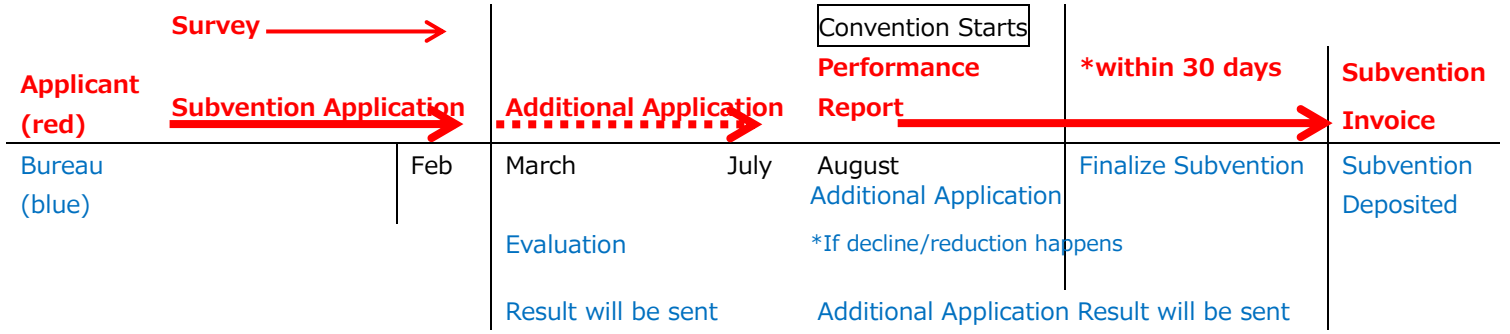 Survey
Convention Starts
Applicant
(red)
Subvention Application
Additional Application
Performance
Report
*within 30 days
Subvention
Invoice
Bureau
(blue)
Feb
March
July
August
Additional Application
Finalize Subvention
Subvention
Deposited
Evaluation
*If decline/reduction happens
Result will be sent
Additional Application Result will be sent